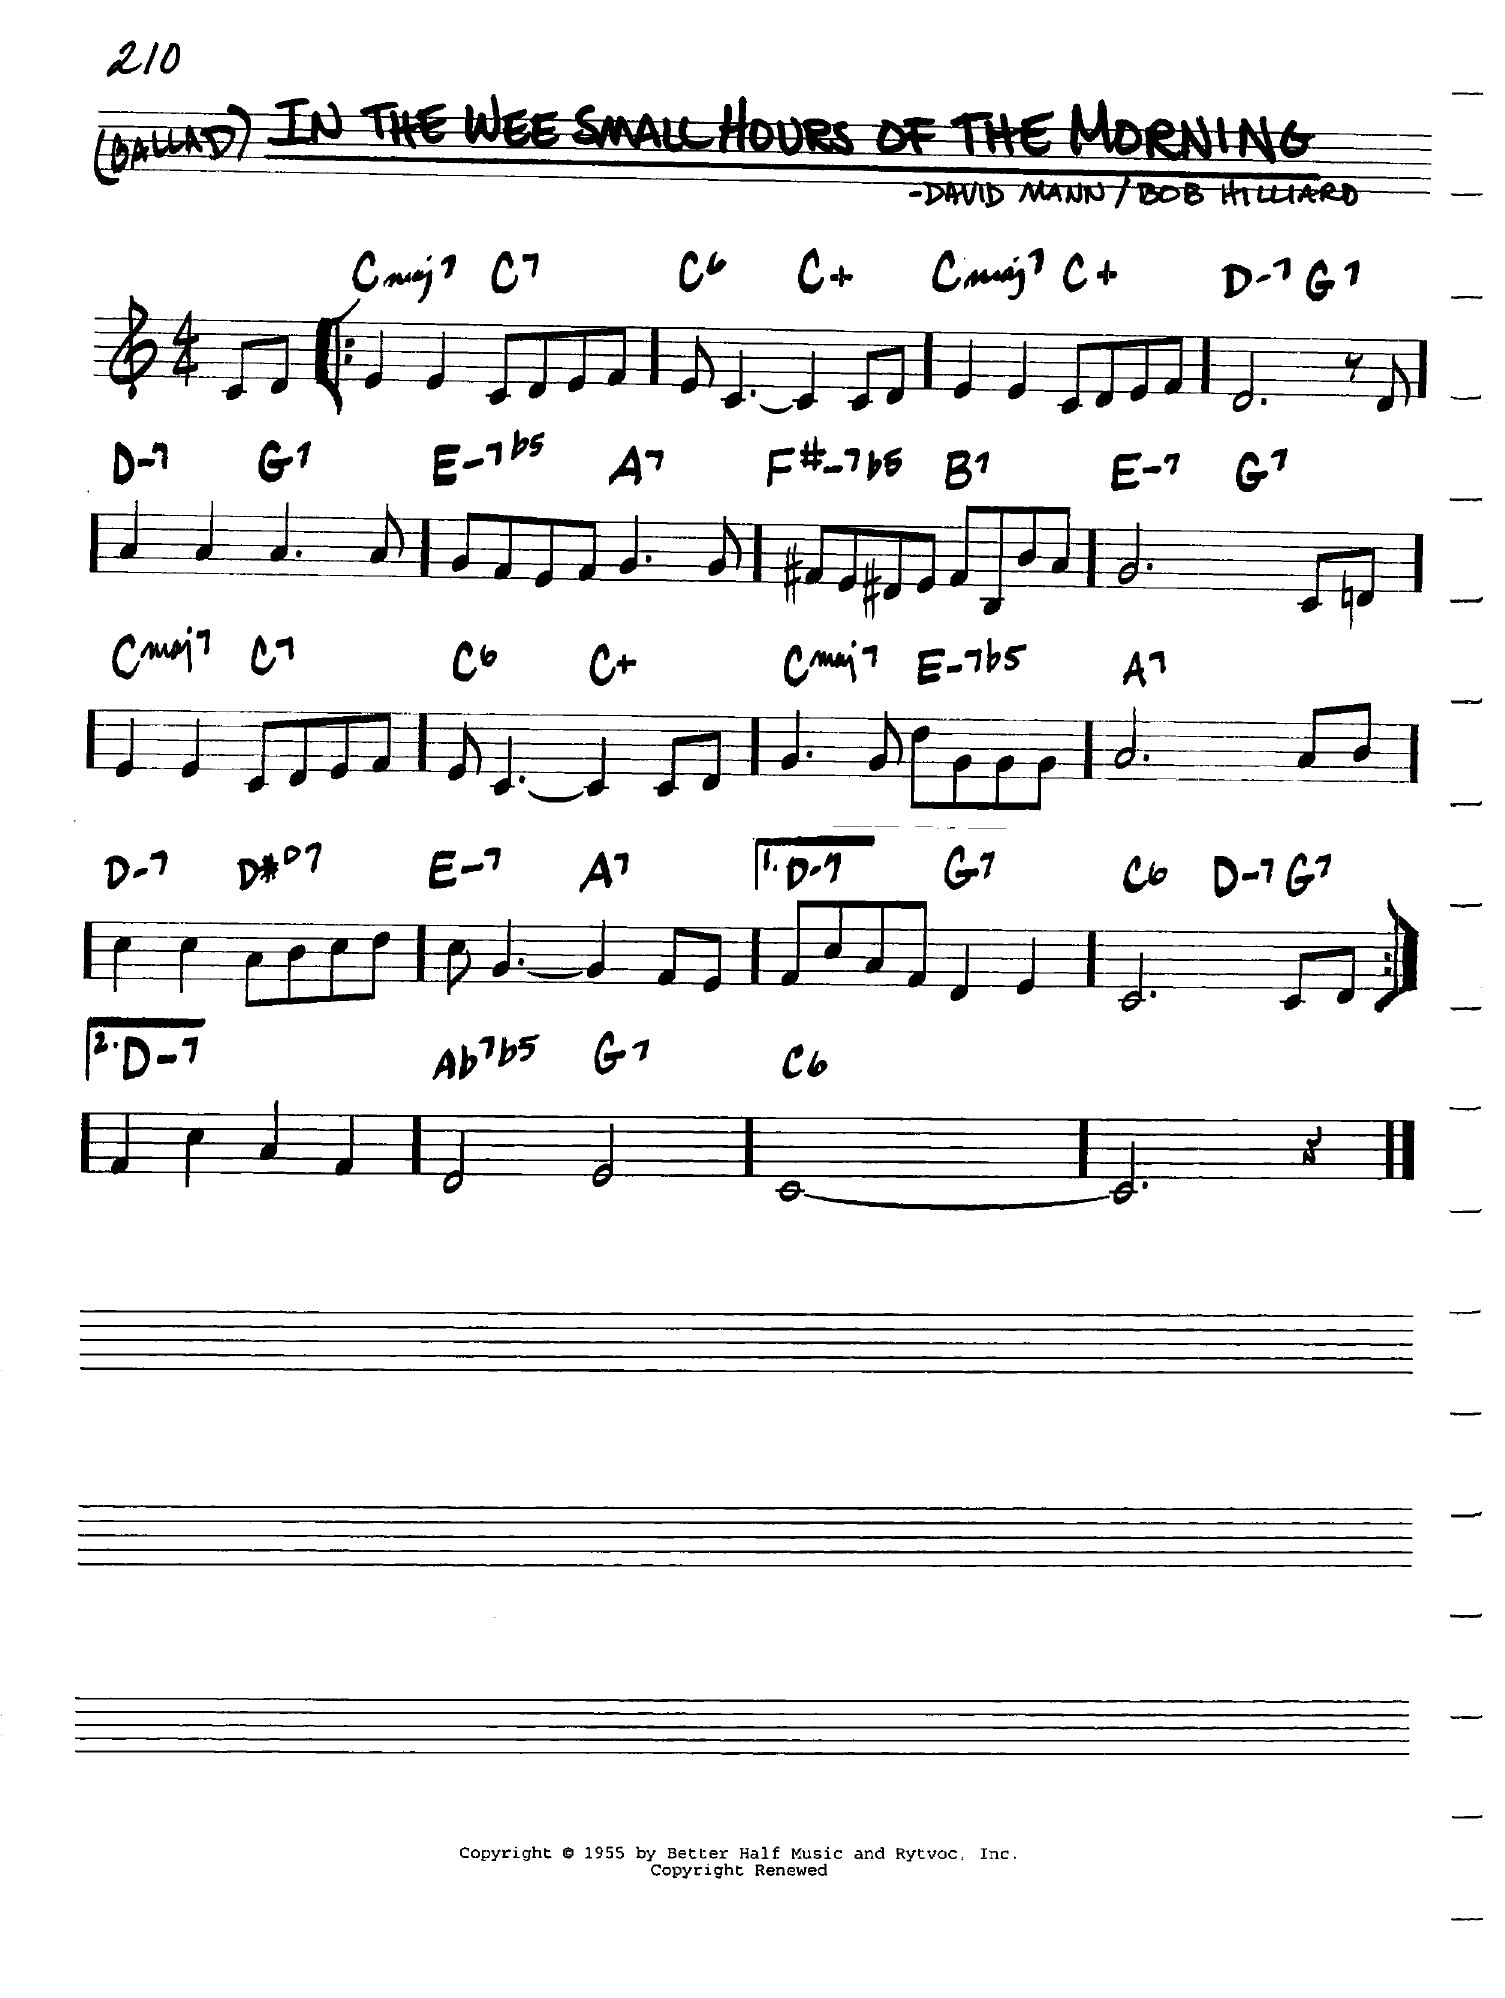 210
(BALLAD) IN THE WEE SMALL HOURS OF THE MORNING
-DAVID MANN/BOB HILLIARD
Cmaj7 C7 C6 C+ Cmaj7 C+ D-7 G7
4
4
D-7 G7 E-7b5 A7 F#-7b5 B7 E-7 G7
Cmaj7 C7 C6 C+ Cmaj7 E-7b5 A7
D-7 D#o7 E-7 A7 1. D-7 G7 C6 D-7 G7
2. D-7 Ab7b5 G7 C6
Copyright © 1955 by Better Half Music and Rytvoc, Inc.
Copyright Renewed